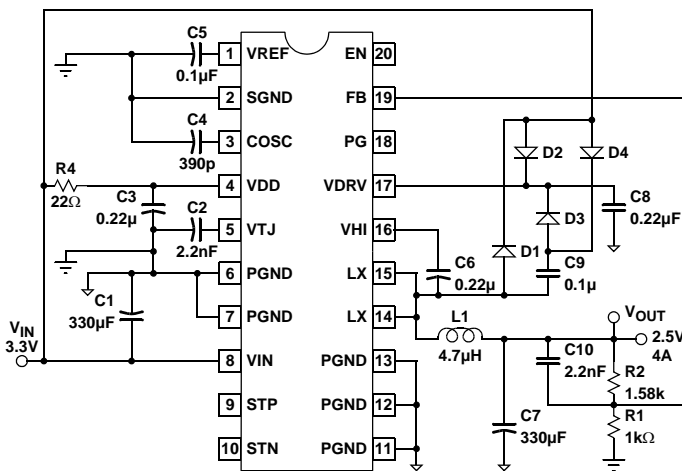 C5
0.1µF
1 VREF
EN 20
2 SGND
FB 19
C4
390p
3 COSC
PG 18
D2
D4
R4
22Ω
4 VDD
VDRV 17
C3
0.22µ
C2
2.2nF
5 VTJ
VHI 16
D3
C8
0.22µF
D1
6 PGND
LX 15
C6
0.22µ
C9
0.1µ
C1
330µF
7 PGND
LX 14
L1
4.7µH
VOUT
2.5V
4A
VIN
3.3V
8 VIN
PGND 13
C10
2.2nF
R2
1.58k
9 STP
PGND 12
C7
330µF
R1
1kΩ
10 STN
PGND 11